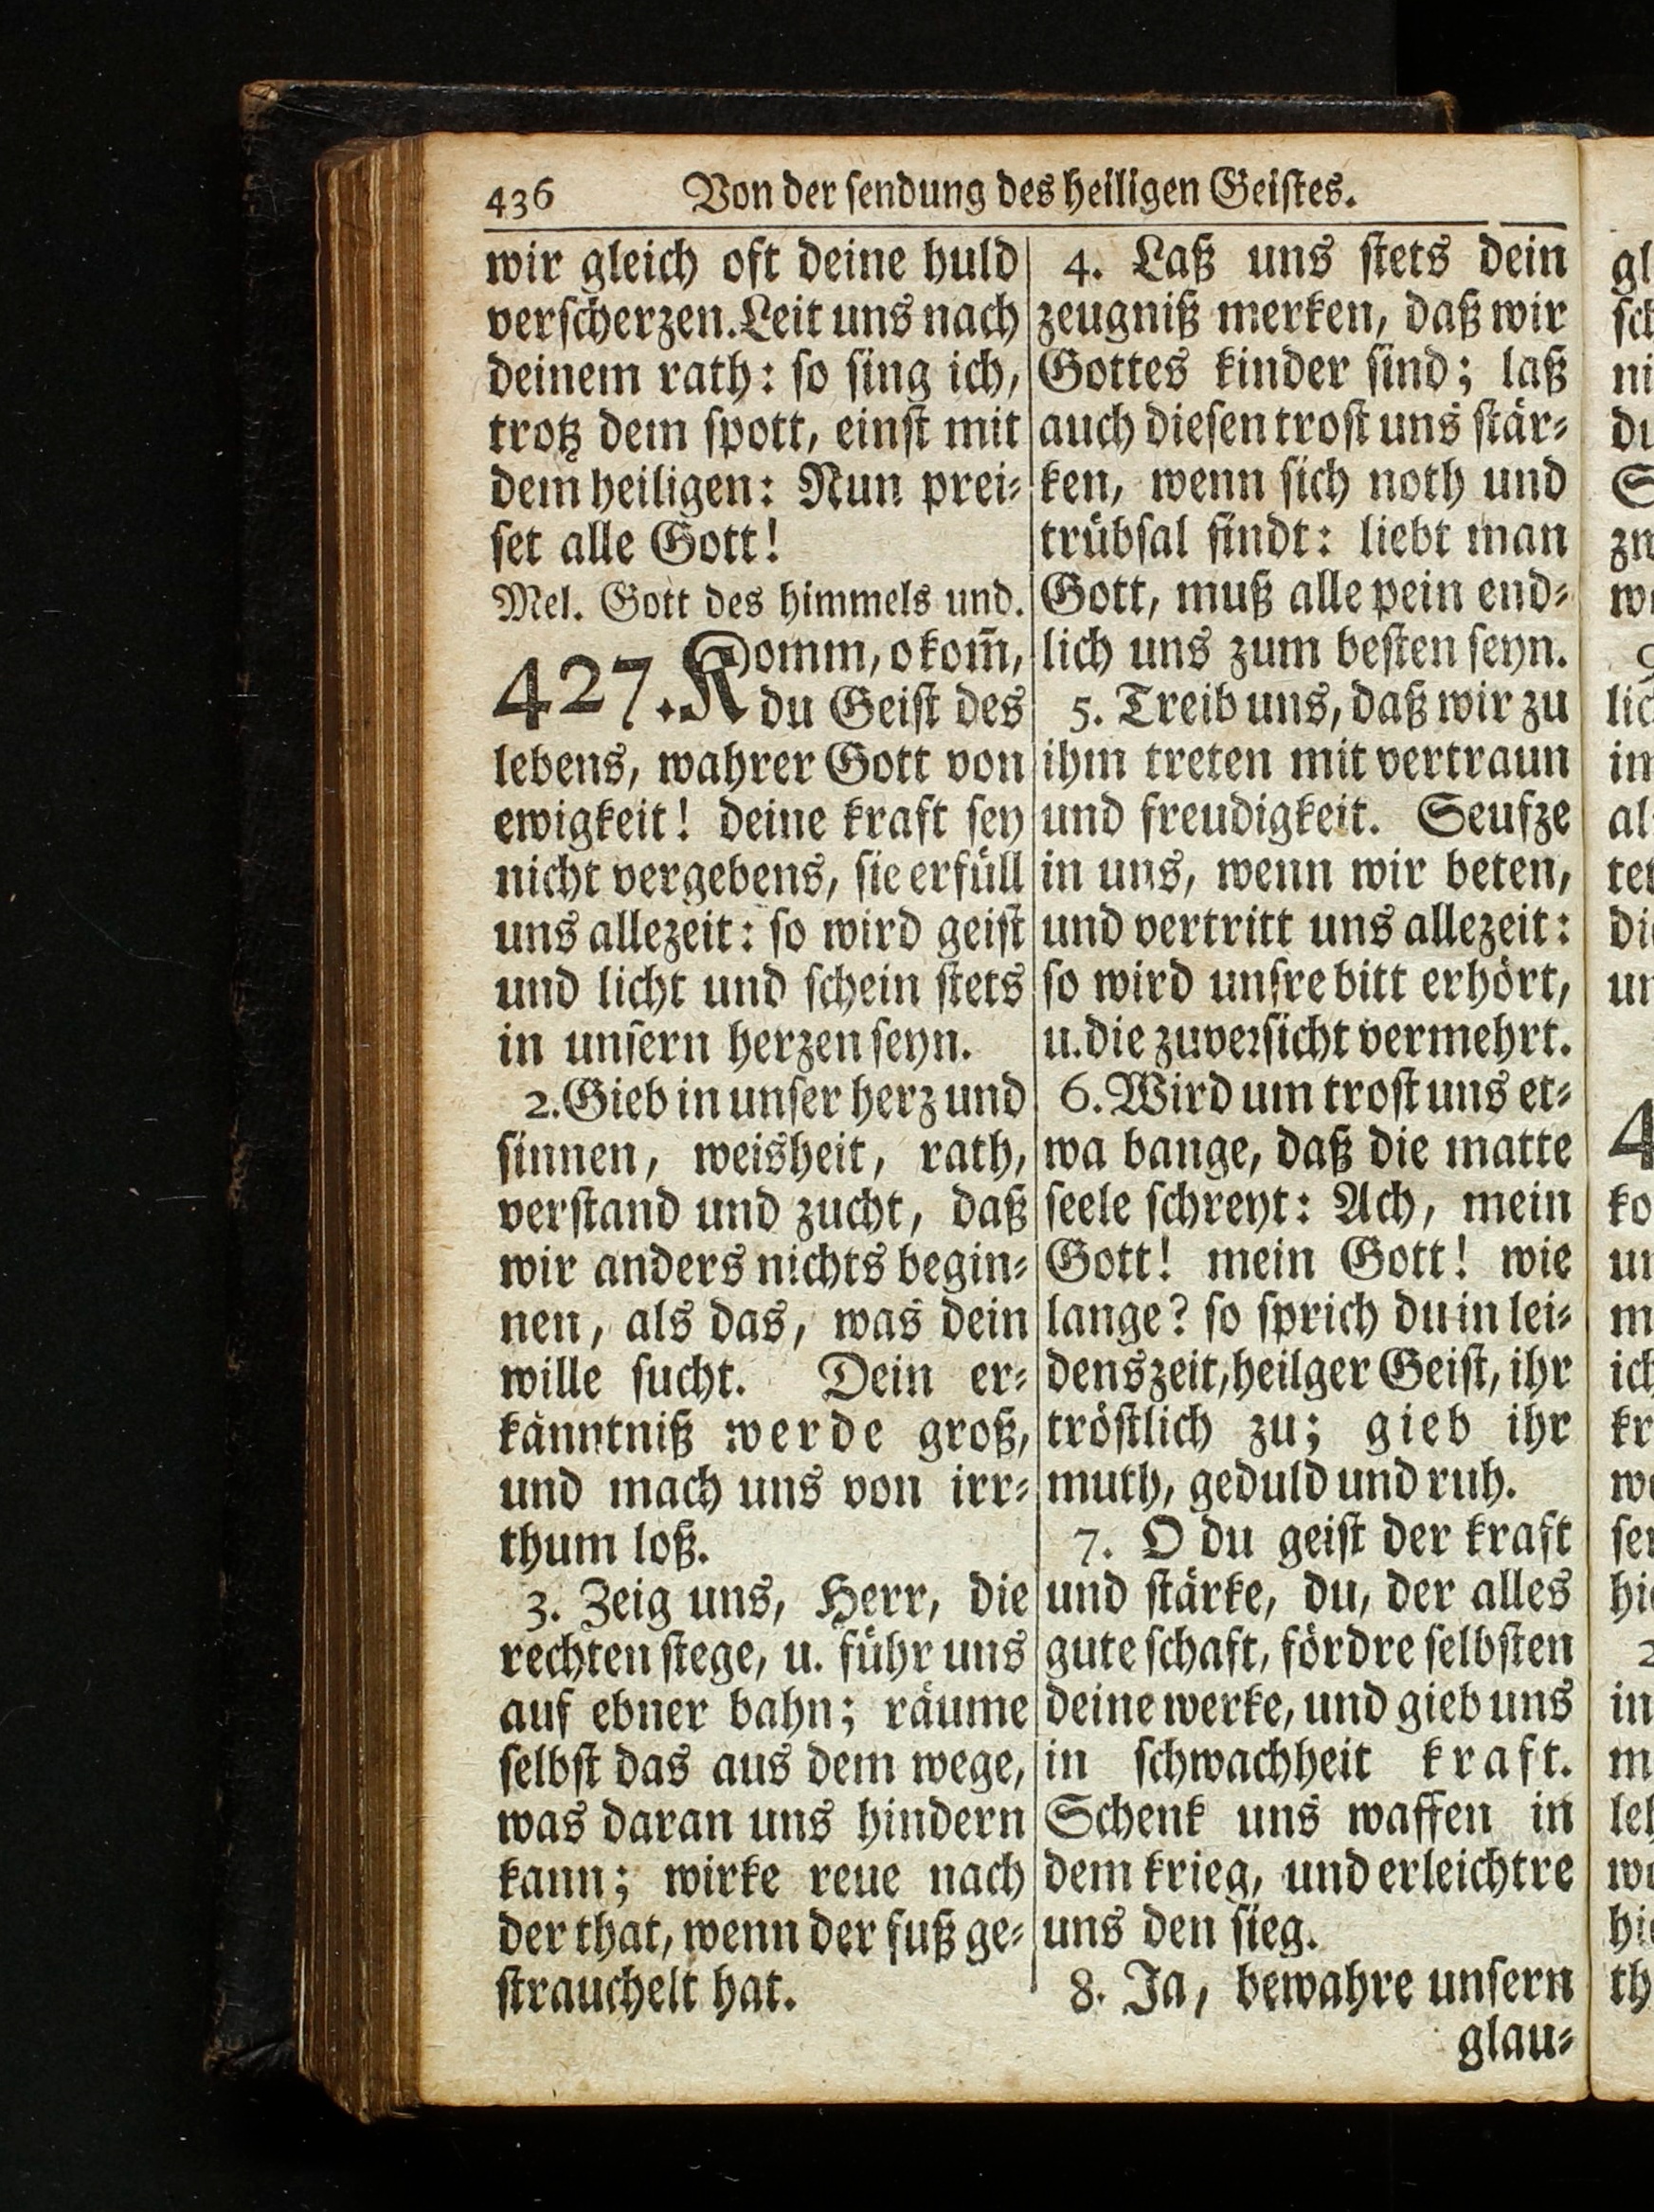 436 Von der ſendung des heiligen Geiſtes.
wir gleich oft deine huld
verſcherzen. Leit uns nach
deinem rath: ſo ſing ich,
trotz dem ſpott, einſt mit
dem heiligen: Nun prei⸗
ſet alle Gott!
Mel. Gott des himmels und.
427. Komm, o kom̄,
du Geiſt des
lebens, wahrer Gott von
ewigkeit! deine kraft ſey
nicht vergebens, ſie erfüll
uns allezeit: ſo wird geiſt
und licht und ſchein ſtets
in unſern herzen ſeyn.
2. Gieb in unſer herz und
ſinnen, weisheit, rath,
verſtand und zucht, daß
wir anders nichts begin⸗
nen, als das, was dein
wille ſucht. Dein er⸗
känntniß werde groß,
und mach uns von irr⸗
thum loß.
3. Zeig uns, Herr, die
rechten ſtege, u. führ uns
auf ebner bahn; räume
ſelbſt das aus dem wege,
was daran uns hindern
kann; wirke reue nach
der that, wenn der fuß ge⸗
ſtrauchelt hat.
4. Laß uns ſtets dein
zeugniß merken, daß wir
Gottes kinder ſind; laß
auch dieſen troſt uns ſtär⸗
ken, wenn ſich noth und
trübſal findt: liebt man
Gott, muß alle pein end⸗
lich uns zum beſten ſeyn.
5. Treib uns, daß wir zu
ihm treten mit vertraun
und freudigkeit. Seufze
in uns, wenn wir beten,
und vertritt uns allezeit:
ſo wird unſre bitt erhört,
u. die zuverſicht vermehrt.
6. Wird um troſt uns et⸗
wa bange, daß die matte
ſeele ſchreyt: Ach, mein
Gott! mein Gott! wie
lange? ſo ſprich du in lei⸗
denszeit, heilger Geiſt, ihr
tröſtlich zu; gieb ihr
muth, geduld und ruh.
7. O du geiſt der kraft
und ſtärke, du, der alles
gute ſchaft, fördre ſelbſten
deine werke, und gieb uns
in ſchwachheit kraft.
Schenk uns waffen in
dem krieg, und erleichtre
uns den ſieg.
8. Ja, bewahre unſern
glau⸗